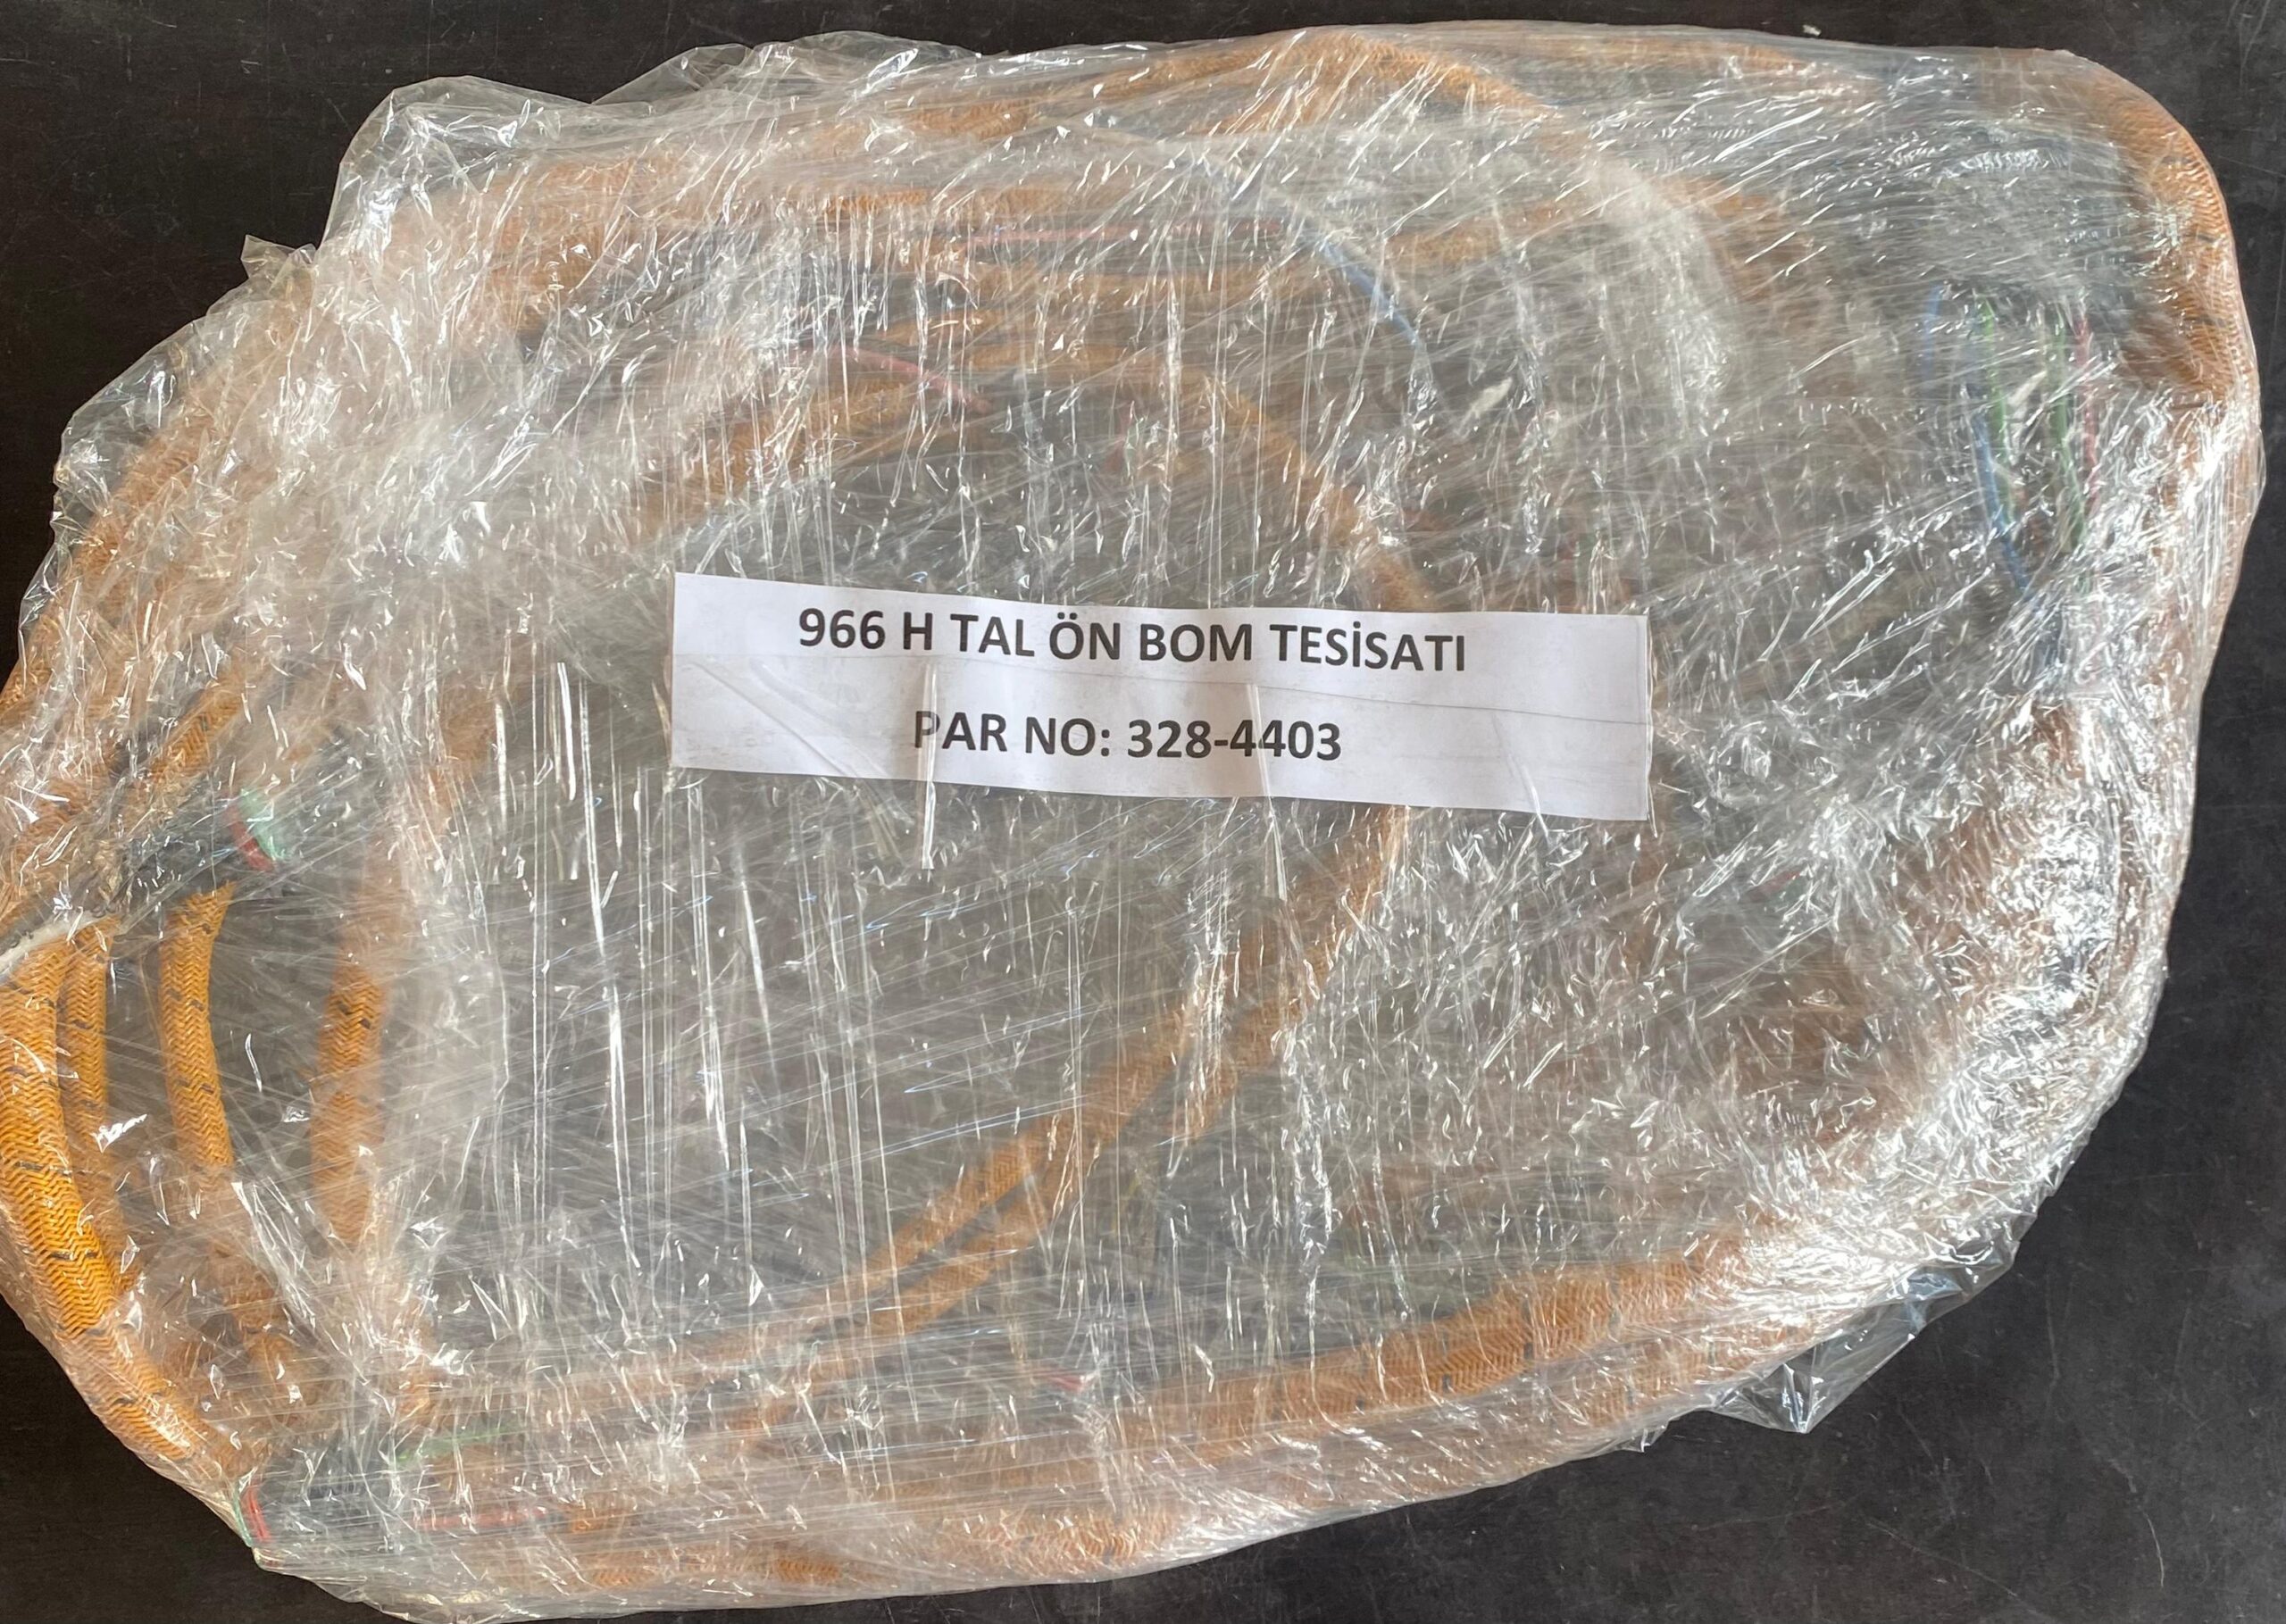 966 H TAL ÖN BOM TESİSATI
PAR NO: 328-4403